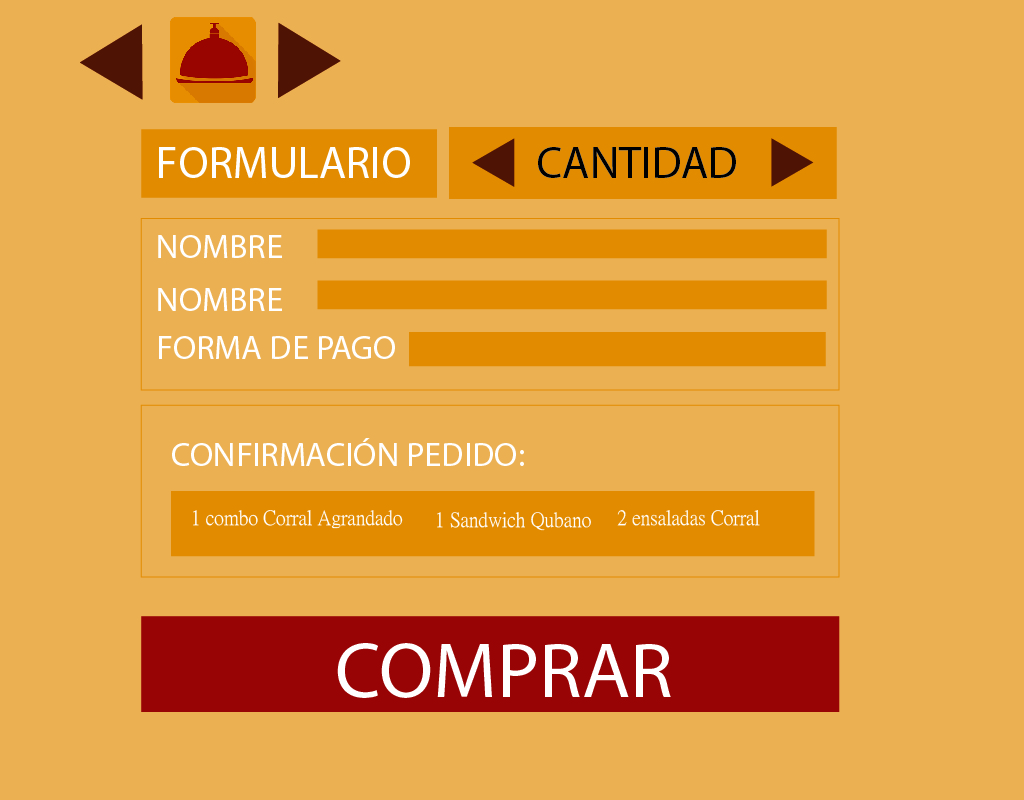 FORMULARIO
CANTIDAD
NOMBRE
NOMBRE
FORMA DE PAGO
CONFIRMACIÓN PEDIDO:
1 combo Corral Agrandado 1 Sandwich Qubano 2 ensaladas Corral
COMPRAR